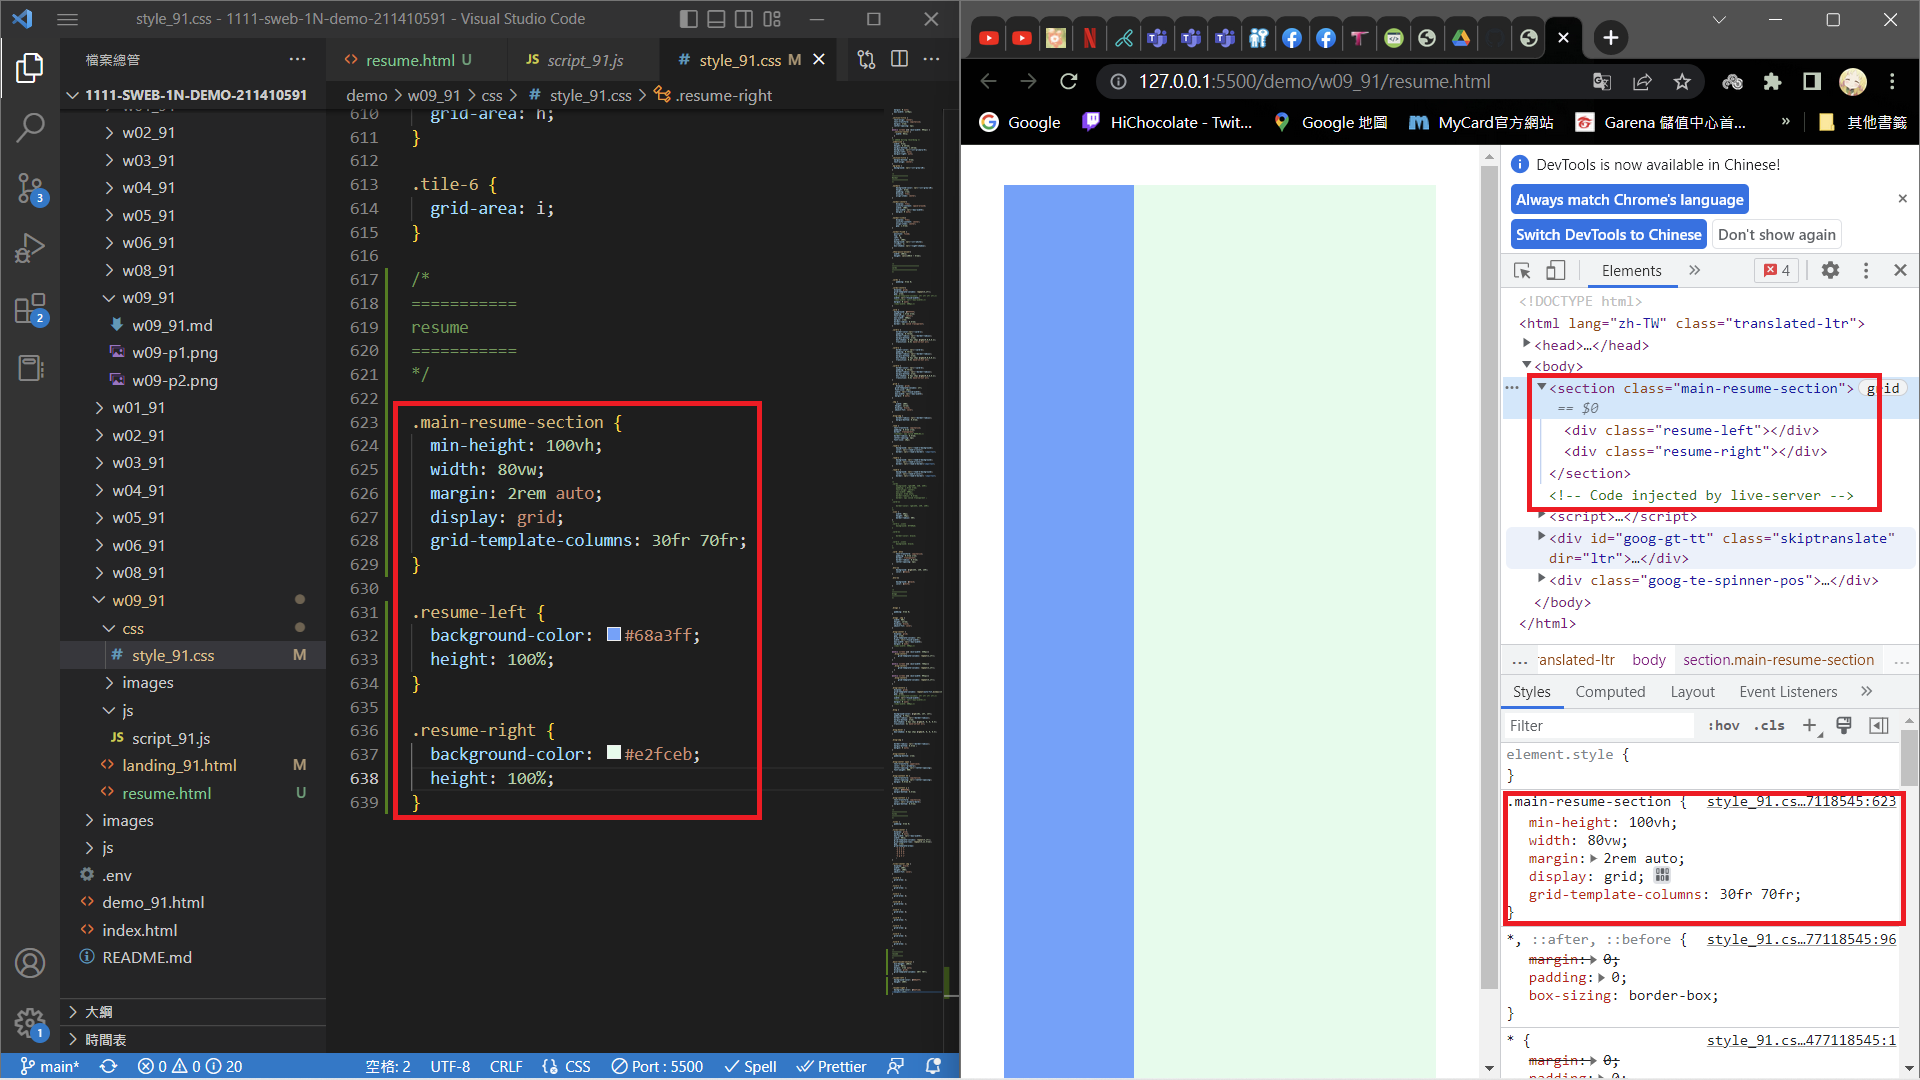 style_91.css - 1111-sweb-1N-demo-211410591 - Visual Studio Code
檔案總管
1111-SWEB-1N-DEMO-211410591
w02_91
w03_91
w04_91
w05_91
w06_91
w08_91
w09_91
w09_91.md
w09-p1.png
w09-p2.png
w01_91
w02_91
w03_91
w04_91
w05_91
w06_91
w08_91
w09_91
css
style_91.css M
images
js
script_91.js
landing_91.html M
resume.html U
images
js
.env
demo_91.html
index.html
README.md
大綱
時間表
3
2
1
resume.html U
script_91.js
style_91.css M
demo > w09_91 > css > # style_91.css > .resume-right
610 grid-area: h;
611 }
612
613 .tile-6 {
614 grid-area: i;
615 }
616
617 /*
618 ===========
619 resume
620 ===========
621 */
622
623 .main-resume-section {
624 min-height: 100vh;
625 width: 80vw;
626 margin: 2rem auto;
627 display: grid;
628 grid-template-columns: 30fr 70fr;
629 }
630
631 .resume-left {
632 background-color: #68a3ff;
633 height: 100%;
634 }
635
636 .resume-right {
637 background-color: #e2fceb;
638 height: 100%;
639 }
main* 0 0 20 空格: 2 UTF-8 CRLF {} CSS Port : 5500 Spell Prettier
127.0.0.1:5500/demo/w09_91/resume.html
Google
HiChocolate - Twit...
Google 地圖
MyCard官方網站
Garena 儲值中心首...
»
其他書籤
DevTools is now available in Chinese!
Always match Chrome's language
Switch DevTools to Chinese
Don't show again
Elements » 4
<!DOCTYPE html>
<html lang="zh-TW" class="translated-ltr">
<head>…</head>
<body>
<section class="main-resume-section"> grid
== $0
<div class="resume-left"></div>
<div class="resume-right"></div>
</section>
<!-- Code injected by live-server -->
<script>…</script>
<div id="goog-gt-tt" class="skiptranslate"
dir="ltr">…</div>
<div class="goog-te-spinner-pos">…</div>
</body>
</html>
... anslated-ltr body section.main-resume-section ...
Styles Computed Layout Event Listeners »
Filter :hov .cls +
element.style {
}
.main-resume-section { style_91.cs…7118545:623
min-height: 100vh;
width: 80vw;
margin: 2rem auto;
display: grid;
grid-template-columns: 30fr 70fr;
}
*, ::after, ::before { style_91.cs…77118545:96
margin: 0;
padding: 0;
box-sizing: border-box;
}
* { style_91.cs…477118545:1
margin: 0;
padding: 0;